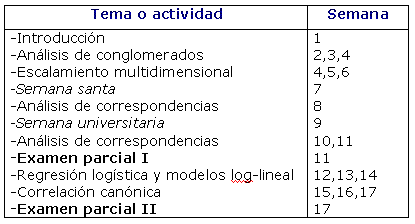 Tema o actividad Semana
-Introducción 1
-Análisis de conglomerados 2,3,4
-Escalamiento multidimensional 4,5,6
-Semana santa 7
-Análisis de correspondencias 8
-Semana universitaria 9
-Análisis de correspondencias 10,11
-Examen parcial I 11
-Regresión logística y modelos log-lineal 12,13,14
-Correlación canónica 15,16,17
-Examen parcial II 17